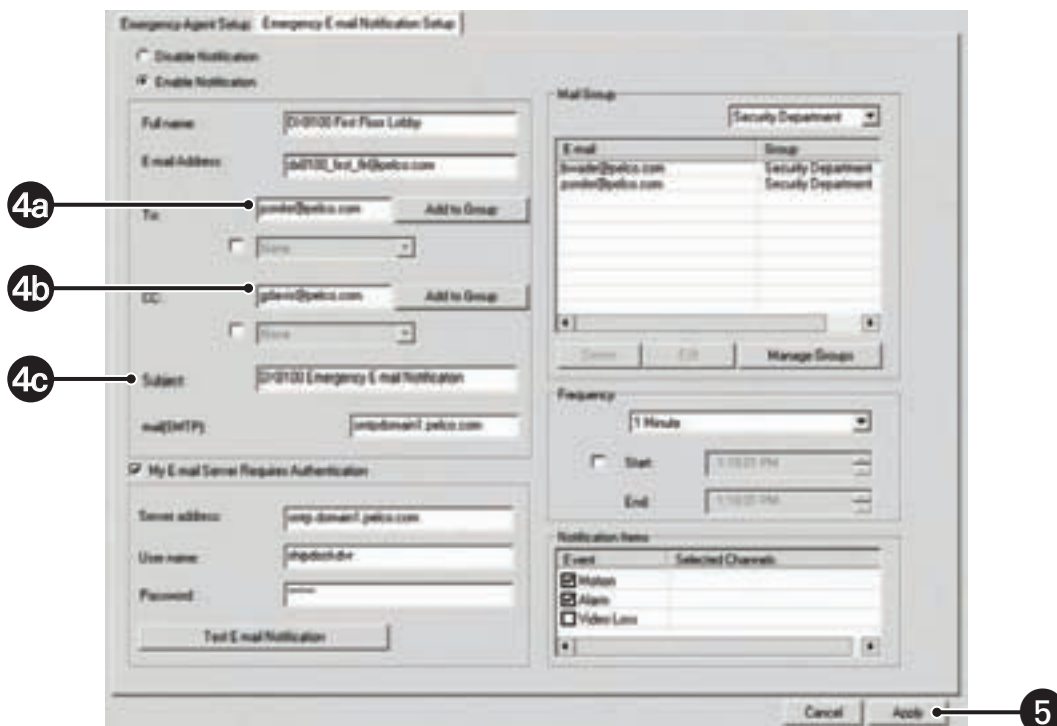 Emergency Agent Setup Emergency E-mail Notification Setup
Disable Notification
Enable Notification
Full name: DX8100 First Floor Lobby
E-mail Address:
4a To: Add to Group
None
4b CC: Add to Group
None
4c Subject: DX8100 Emergency E-mail Notification
mail(SMTP): smtpdomain1.pelco.com
My E-mail Server Requires Authentication
Server address: smtp.domain1.pelco.com
User name:
Password:
Test E-mail Notification
Mail Group
Security Department
E-mail Group
Security Department
Security Department
Delete Edit Manage Groups
Frequency
1 Minute
Start:
End:
Notification Items
Event Selected Channels
Motion
Alarm
Video Loss
Cancel Apply 5